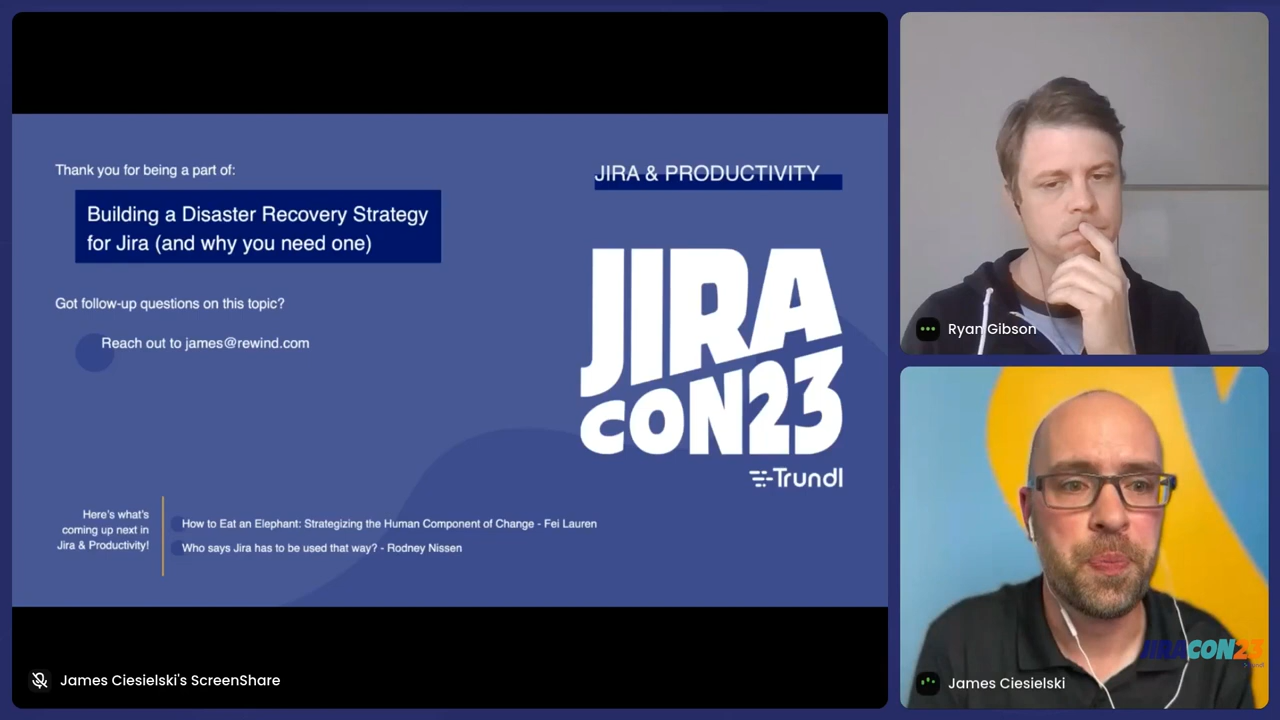 Thank you for being a part of:
Building a Disaster Recovery Strategy
for Jira (and why you need one)
Got follow-up questions on this topic?
Reach out to james@rewind.com
JIRA & PRODUCTIVITY
JIRA
CON23
Trundl
Here's what's
coming up next in
Jira & Productivity!
How to Eat an Elephant: Strategizing the Human Component of Change - Fei Lauren
Who says Jira has to be used that way? - Rodney Nissen
James Ciesielski's ScreenShare
Ryan Gibson
JIRACON23
James Ciesielski